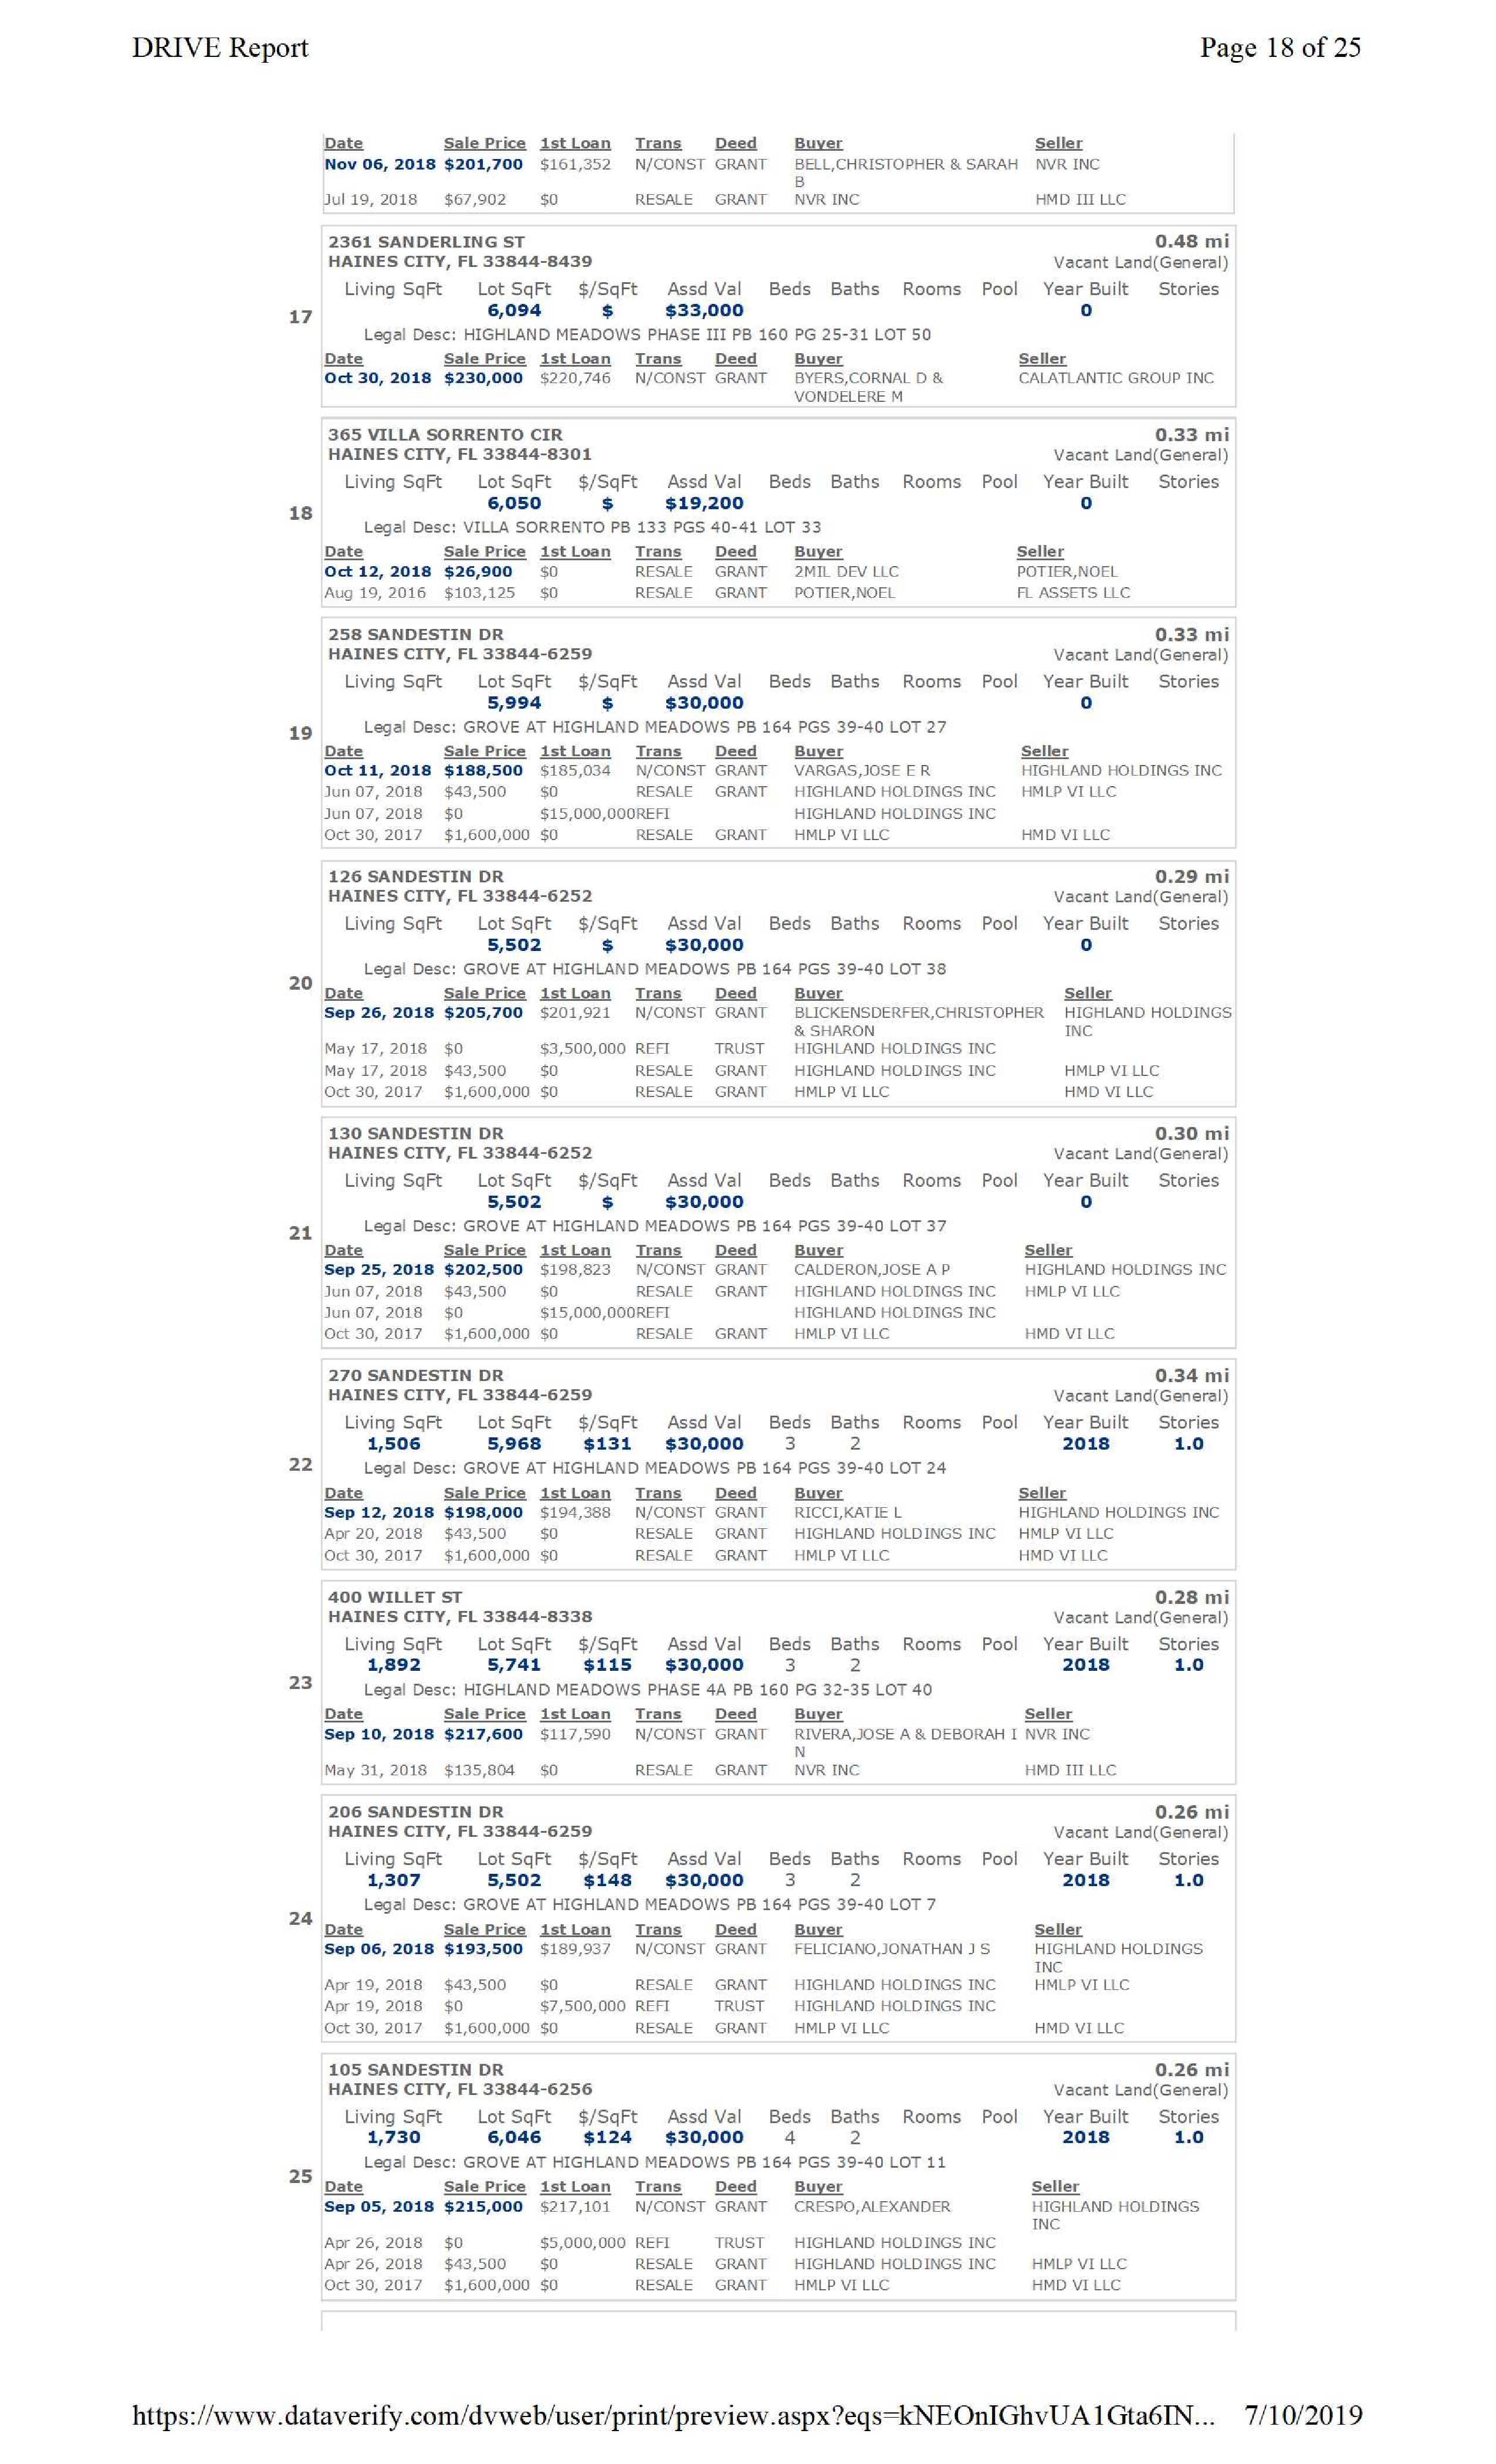 DRIVE Report Page 18 of 25
Date Sale Price 1st Loan Trans Deed Buyer Seller
Nov 06, 2018 $201,700 $161,352 N/CONST GRANT BELL,CHRISTOPHER & SARAH NVR INC
B
Jul 19, 2018 $67,902 $0 RESALE GRANT NVR INC HMD III LLC
2361 SANDERLING ST 0.48 mi
HAINES CITY, FL 33844-8439 Vacant Land(General)
Living SqFt Lot SqFt $/SqFt Assd Val Beds Baths Rooms Pool Year Built Stories
6,094 $ $33,000 0
17
Legal Desc: HIGHLAND MEADOWS PHASE III PB 160 PG 25-31 LOT 50
Date Sale Price 1st Loan Trans Deed Buyer Seller
Oct 30, 2018 $230,000 $220,746 N/CONST GRANT BYERS,CORNAL D & CALATLANTIC GROUP INC
VONDELERE M
365 VILLA SORRENTO CIR 0.33 mi
HAINES CITY, FL 33844-8301 Vacant Land(General)
Living SqFt Lot SqFt $/SqFt Assd Val Beds Baths Rooms Pool Year Built Stories
6,050 $ $19,200 0
18
Legal Desc: VILLA SORRENTO PB 133 PGS 40-41 LOT 33
Date Sale Price 1st Loan Trans Deed Buyer Seller
Oct 12, 2018 $26,900 $0 RESALE GRANT 2MIL DEV LLC POTIER,NOEL
Aug 19, 2016 $103,125 $0 RESALE GRANT POTIER,NOEL FL ASSETS LLC
258 SANDESTIN DR 0.33 mi
HAINES CITY, FL 33844-6259 Vacant Land(General)
Living SqFt Lot SqFt $/SqFt Assd Val Beds Baths Rooms Pool Year Built Stories
5,994 $ $30,000 0
Legal Desc: GROVE AT HIGHLAND MEADOWS PB 164 PGS 39-40 LOT 27
19
Date Sale Price 1st Loan Trans Deed Buyer Seller
Oct 11, 2018 $188,500 $185,034 N/CONST GRANT VARGAS,JOSE E R HIGHLAND HOLDINGS INC
Jun 07, 2018 $43,500 $0 RESALE GRANT HIGHLAND HOLDINGS INC HMLP VI LLC
Jun 07, 2018 $0 $15,000,000REFI HIGHLAND HOLDINGS INC
Oct 30, 2017 $1,600,000 $0 RESALE GRANT HMLP VI LLC HMD VI LLC
126 SANDESTIN DR 0.29 mi
HAINES CITY, FL 33844-6252 Vacant Land(General)
Living SqFt Lot SqFt $/SqFt Assd Val Beds Baths Rooms Pool Year Built Stories
5,502 $ $30,000 0
Legal Desc: GROVE AT HIGHLAND MEADOWS PB 164 PGS 39-40 LOT 38
20
Date Sale Price 1st Loan Trans Deed Buyer Seller
Sep 26, 2018 $205,700 $201,921 N/CONST GRANT BLICKENSDERFER,CHRISTOPHER HIGHLAND HOLDINGS
& SHARON INC
May 17, 2018 $0 $3,500,000 REFI TRUST HIGHLAND HOLDINGS INC
May 17, 2018 $43,500 $0 RESALE GRANT HIGHLAND HOLDINGS INC HMLP VI LLC
Oct 30, 2017 $1,600,000 $0 RESALE GRANT HMLP VI LLC HMD VI LLC
130 SANDESTIN DR 0.30 mi
HAINES CITY, FL 33844-6252 Vacant Land(General)
Living SqFt Lot SqFt $/SqFt Assd Val Beds Baths Rooms Pool Year Built Stories
5,502 $ $30,000 0
Legal Desc: GROVE AT HIGHLAND MEADOWS PB 164 PGS 39-40 LOT 37
21
Date Sale Price 1st Loan Trans Deed Buyer Seller
Sep 25, 2018 $202,500 $198,823 N/CONST GRANT CALDERON,JOSE A P HIGHLAND HOLDINGS INC
Jun 07, 2018 $43,500 $0 RESALE GRANT HIGHLAND HOLDINGS INC HMLP VI LLC
Jun 07, 2018 $0 $15,000,000REFI HIGHLAND HOLDINGS INC
Oct 30, 2017 $1,600,000 $0 RESALE GRANT HMLP VI LLC HMD VI LLC
270 SANDESTIN DR 0.34 mi
HAINES CITY, FL 33844-6259 Vacant Land(General)
Living SqFt Lot SqFt $/SqFt Assd Val Beds Baths Rooms Pool Year Built Stories
1,506 5,968 $131 $30,000 3 2 2018 1.0
22
Legal Desc: GROVE AT HIGHLAND MEADOWS PB 164 PGS 39-40 LOT 24
Date Sale Price 1st Loan Trans Deed Buyer Seller
Sep 12, 2018 $198,000 $194,388 N/CONST GRANT RICCI,KATIE L HIGHLAND HOLDINGS INC
Apr 20, 2018 $43,500 $0 RESALE GRANT HIGHLAND HOLDINGS INC HMLP VI LLC
Oct 30, 2017 $1,600,000 $0 RESALE GRANT HMLP VI LLC HMD VI LLC
400 WILLET ST 0.28 mi
HAINES CITY, FL 33844-8338 Vacant Land(General)
Living SqFt Lot SqFt $/SqFt Assd Val Beds Baths Rooms Pool Year Built Stories
1,892 5,741 $115 $30,000 3 2 2018 1.0
23
Legal Desc: HIGHLAND MEADOWS PHASE 4A PB 160 PG 32-35 LOT 40
Date Sale Price 1st Loan Trans Deed Buyer Seller
Sep 10, 2018 $217,600 $117,590 N/CONST GRANT RIVERA,JOSE A & DEBORAH I NVR INC
N
May 31, 2018 $135,804 $0 RESALE GRANT NVR INC HMD III LLC
206 SANDESTIN DR 0.26 mi
HAINES CITY, FL 33844-6259 Vacant Land(General)
Living SqFt Lot SqFt $/SqFt Assd Val Beds Baths Rooms Pool Year Built Stories
1,307 5,502 $148 $30,000 3 2 2018 1.0
Legal Desc: GROVE AT HIGHLAND MEADOWS PB 164 PGS 39-40 LOT 7
24
Date Sale Price 1st Loan Trans Deed Buyer Seller
Sep 06, 2018 $193,500 $189,937 N/CONST GRANT FELICIANO,JONATHAN J S HIGHLAND HOLDINGS
INC
Apr 19, 2018 $43,500 $0 RESALE GRANT HIGHLAND HOLDINGS INC HMLP VI LLC
Apr 19, 2018 $0 $7,500,000 REFI TRUST HIGHLAND HOLDINGS INC
Oct 30, 2017 $1,600,000 $0 RESALE GRANT HMLP VI LLC HMD VI LLC
105 SANDESTIN DR 0.26 mi
HAINES CITY, FL 33844-6256 Vacant Land(General)
Living SqFt Lot SqFt $/SqFt Assd Val Beds Baths Rooms Pool Year Built Stories
1,730 6,046 $124 $30,000 4 2 2018 1.0
Legal Desc: GROVE AT HIGHLAND MEADOWS PB 164 PGS 39-40 LOT 11
25
Date Sale Price 1st Loan Trans Deed Buyer Seller
Sep 05, 2018 $215,000 $217,101 N/CONST GRANT CRESPO,ALEXANDER HIGHLAND HOLDINGS
INC
Apr 26, 2018 $0 $5,000,000 REFI TRUST HIGHLAND HOLDINGS INC
Apr 26, 2018 $43,500 $0 RESALE GRANT HIGHLAND HOLDINGS INC HMLP VI LLC
Oct 30, 2017 $1,600,000 $0 RESALE GRANT HMLP VI LLC HMD VI LLC
https://www.dataverify.com/dvweb/user/print/preview.aspx?eqs=kNEOnIGhvUA1Gta6IN... 7/10/2019